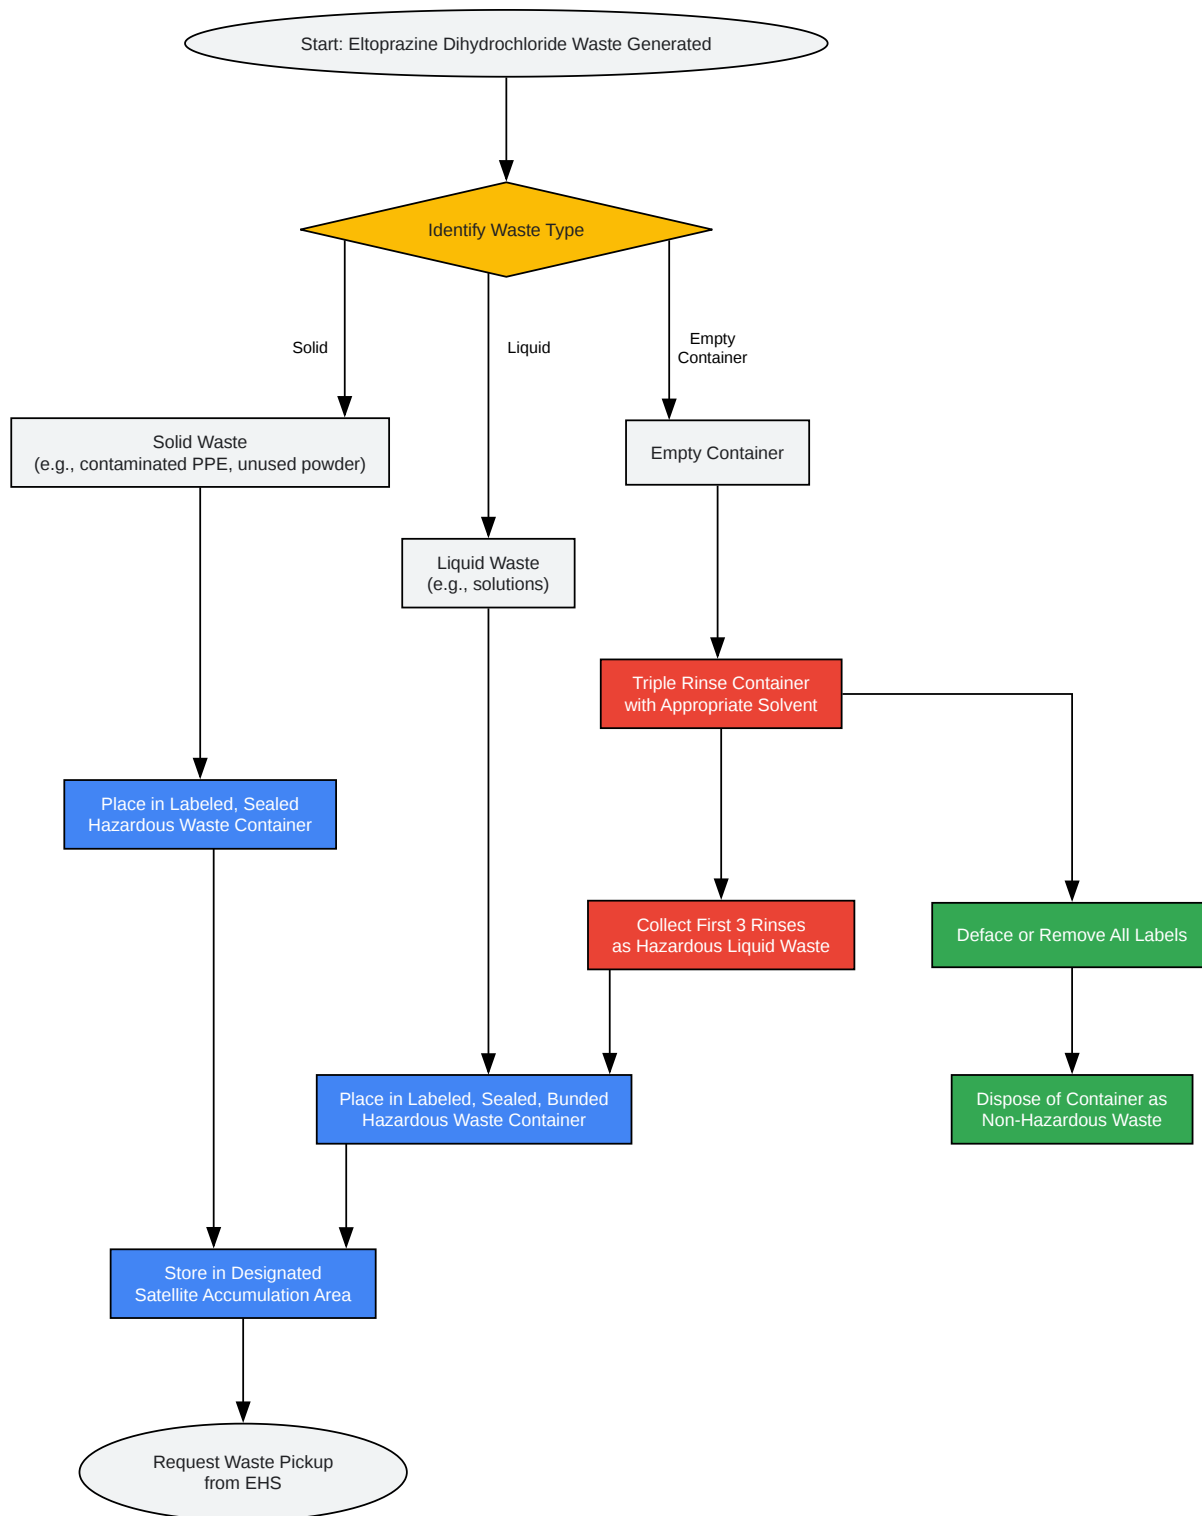 Start: Eltoprazine Dihydrochloride Waste Generated
Identify Waste Type
Solid
Liquid
Empty
Container
Solid Waste
(e.g., contaminated PPE, unused powder)
Empty Container
Liquid Waste
(e.g., solutions)
Triple Rinse Container
with Appropriate Solvent
Place in Labeled, Sealed
Hazardous Waste Container
Collect First 3 Rinses
as Hazardous Liquid Waste
Deface or Remove All Labels
Place in Labeled, Sealed, Bunded
Hazardous Waste Container
Dispose of Container as
Non-Hazardous Waste
Store in Designated
Satellite Accumulation Area
Request Waste Pickup
from EHS